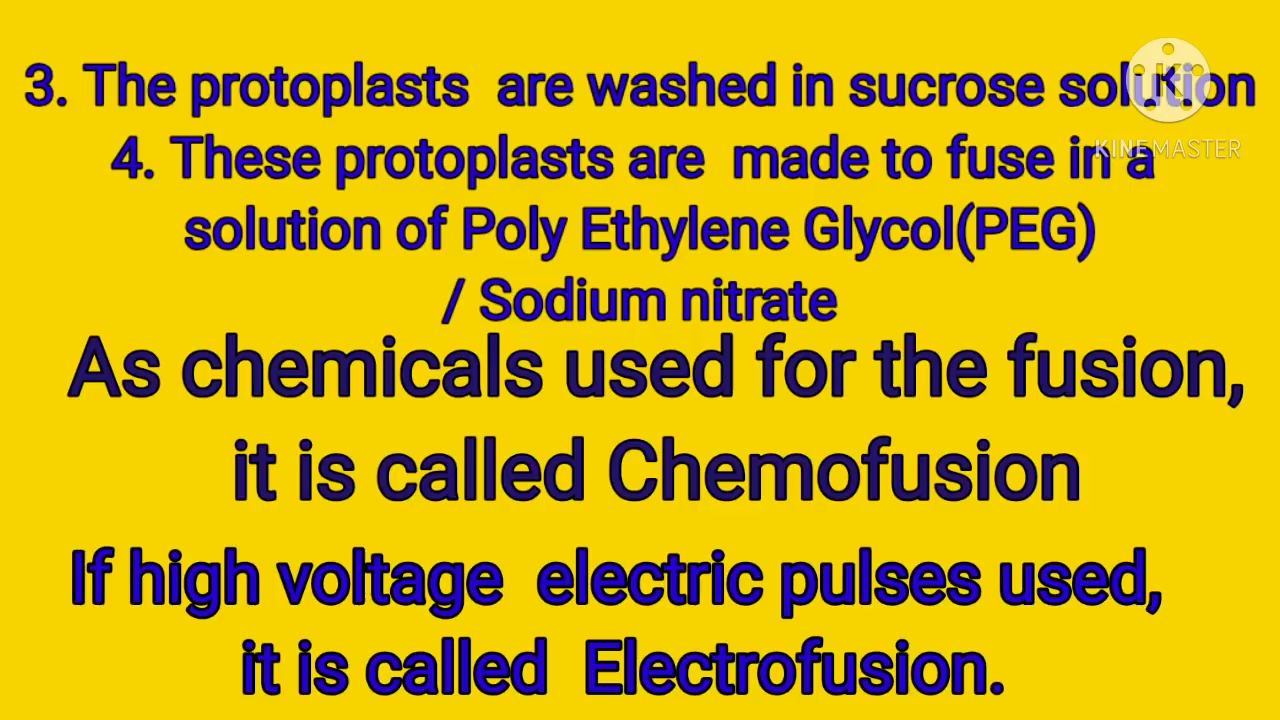 3. The protoplasts are washed in sucrose solution
4. These protoplasts are made to fuse in a
solution of Poly Ethylene Glycol(PEG)
/ Sodium nitrate
As chemicals used for the fusion,
it is called Chemofusion
If high voltage electric pulses used,
it is called Electrofusion.
K
KINEMASTER